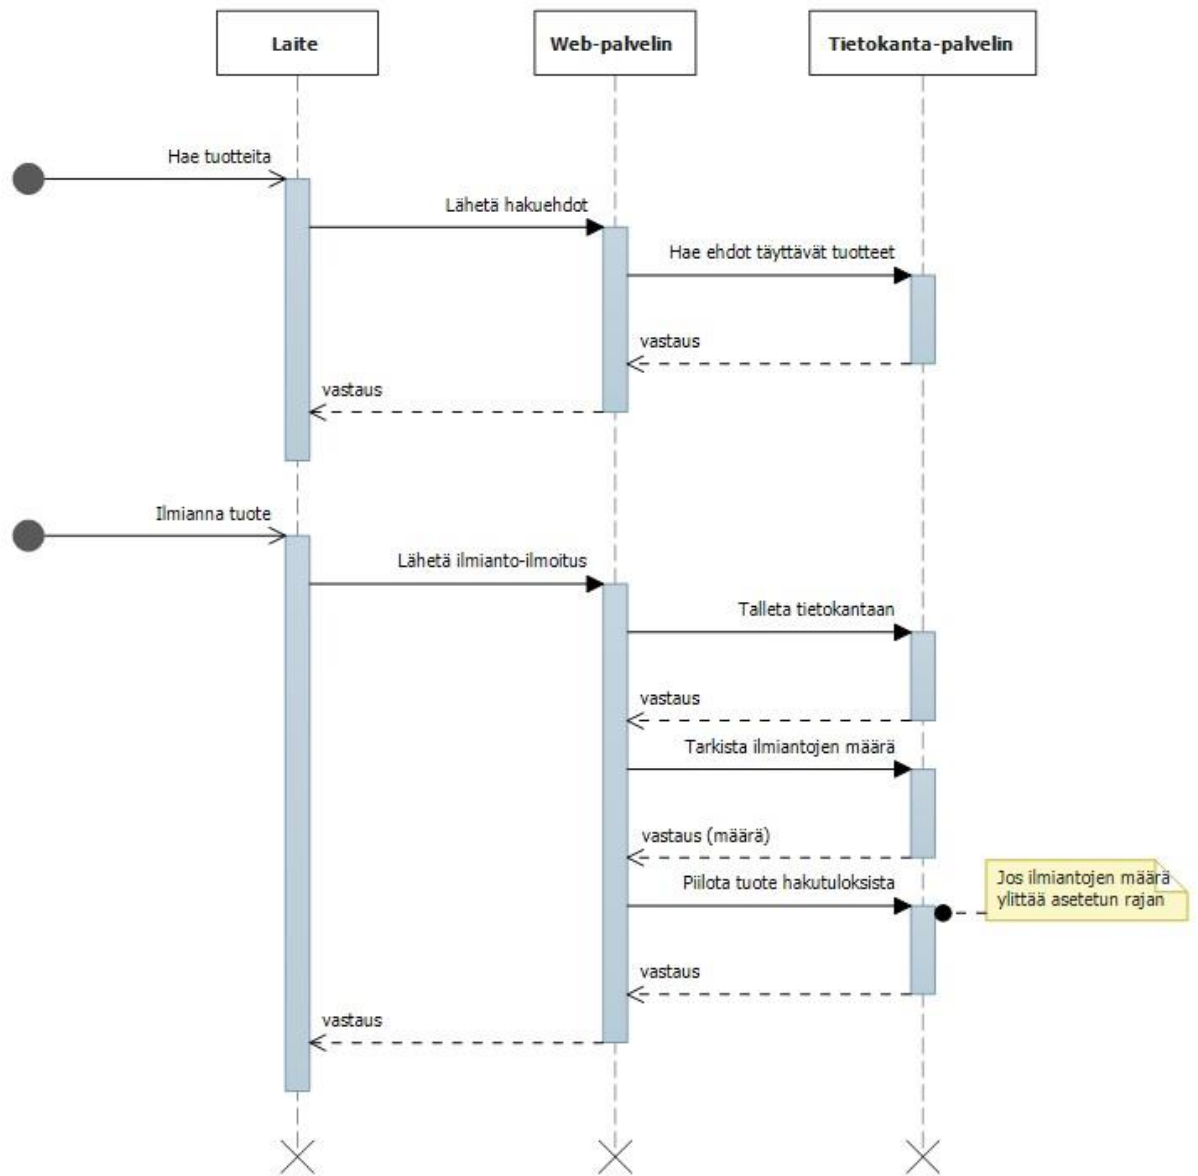 Laite
Web-palvelin
Tietokanta-palvelin
Hae tuotteita
Lähetä hakuehdot
Hae ehdot täyttävät tuotteet
vastaus
vastaus
Ilmianna tuote
Lähetä ilmianto-ilmoitus
Talleta tietokantaan
vastaus
Tarkista ilmiantojen määrä
vastaus (määrä)
Piilota tuote hakutuloksista
Jos ilmiantojen määrä
ylittää asetetun rajan
vastaus
vastaus